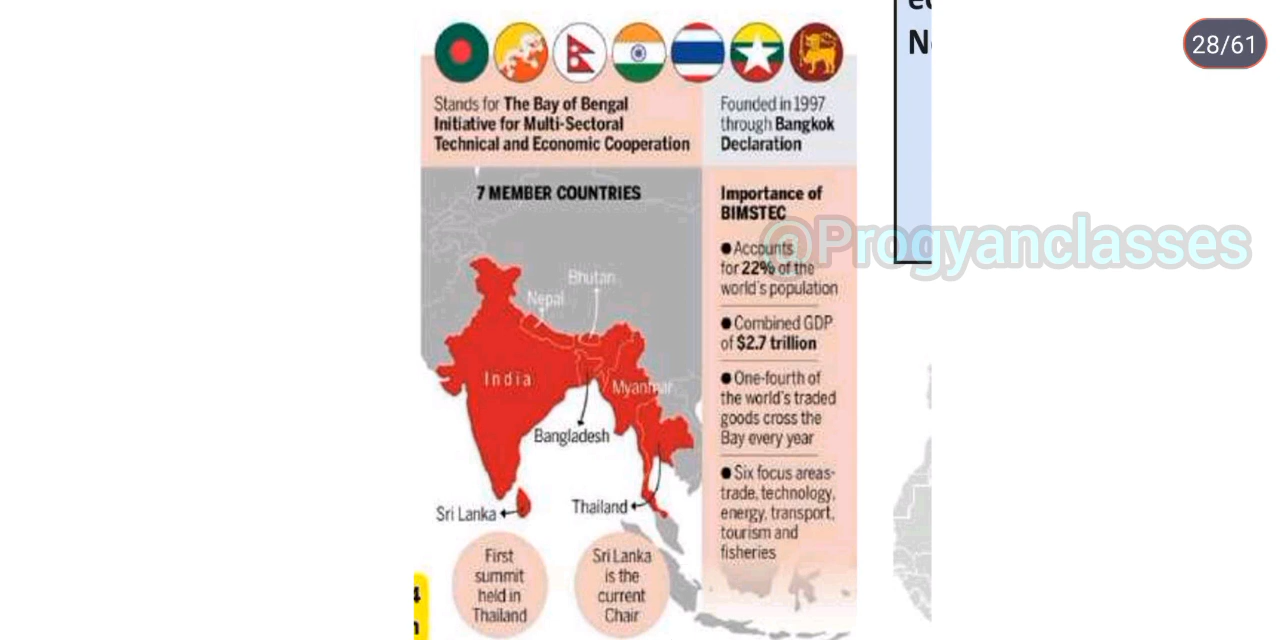 N
28/61
Stands for The Bay of Bengal
Initiative for Multi-Sectoral
Technical and Economic Cooperation
Founded in 1997
through Bangkok
Declaration
7 MEMBER COUNTRIES
Bhutan
Nepal
India
Myanmar
Bangladesh
Sri Lanka
Thailand
First
summit
held in
Thailand
Sri Lanka
is the
current
Chair
Importance of
BIMSTEC
@Progyanclasses
● Accounts
for 22% of the
world's population
● Combined GDP
of $2.7 trillion
● One-fourth of
the world's traded
goods cross the
Bay every year
● Six focus areas-
trade, technology,
energy, transport,
tourism and
fisheries